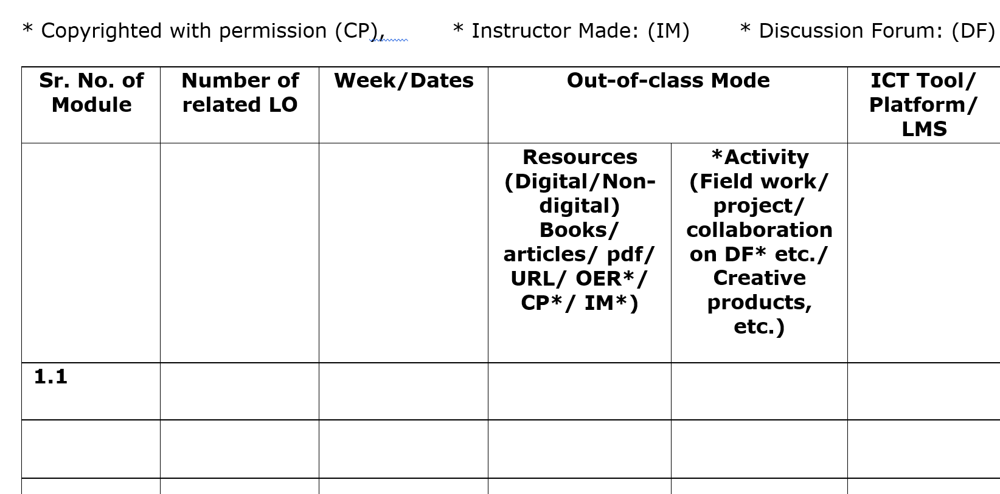 * Copyrighted with permission (CP), * Instructor Made: (IM) * Discussion Forum: (DF)
Sr. No. of Module
Number of related LO
Week/Dates
Out-of-class Mode
ICT Tool/
Platform/
LMS
Resources
(Digital/Non-
digital)
Books/
articles/ pdf/
URL/ OER*/
CP*/ IM*)
*Activity
(Field work/
project/
collaboration
on DF* etc./
Creative
products,
etc.)
1.1